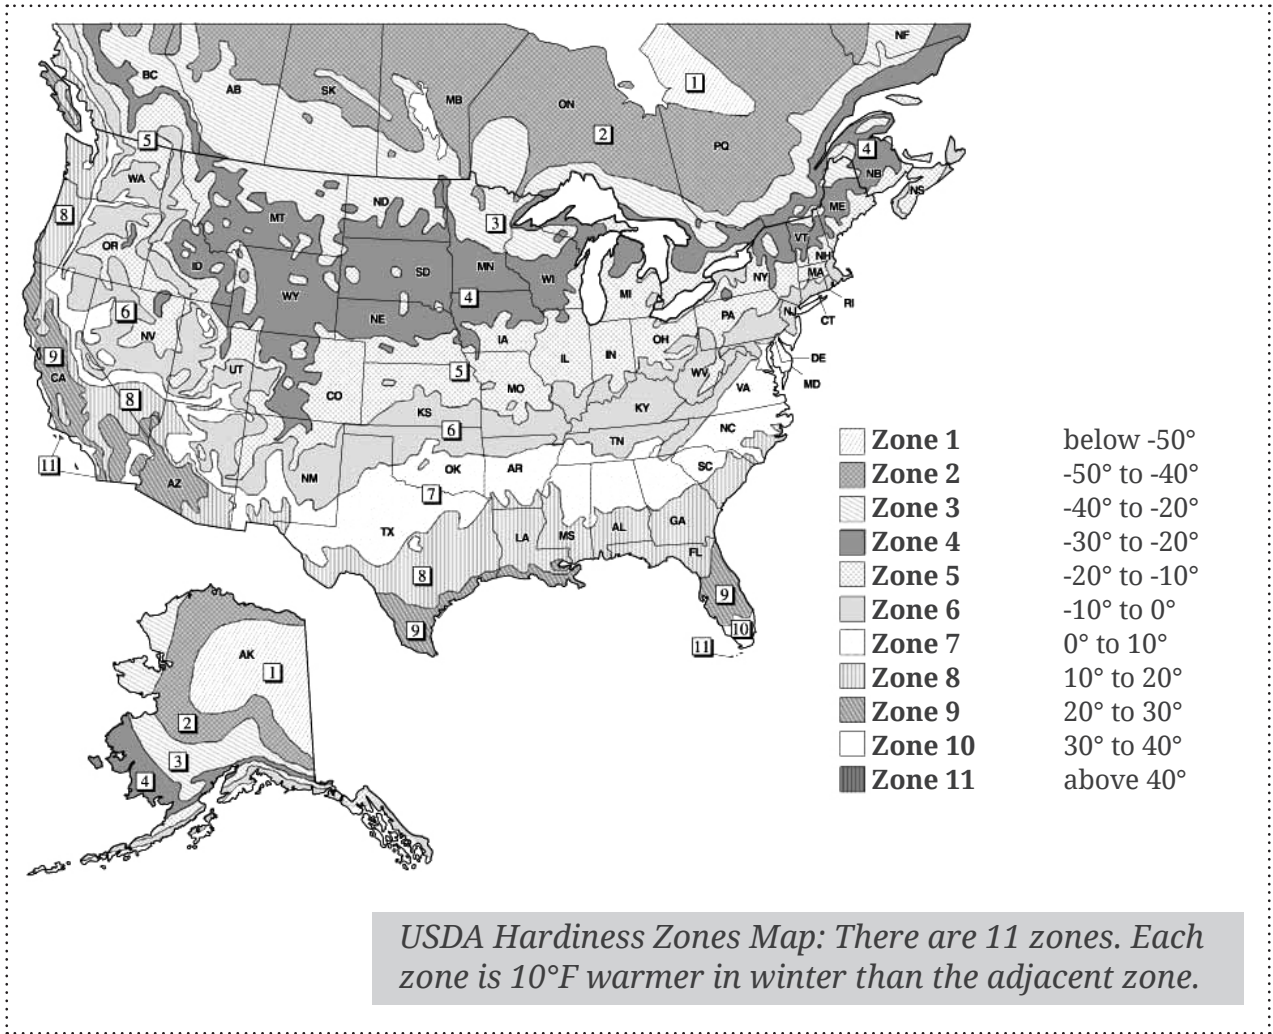 NF
1
BC
AB
SK
MB
ON
2
PQ
5
4
NB
NS
WA
ND
ME
8
MT
3
VT
OR
ID
NH
SD
MN
WI
NY
MA
WY
4
MI
RI
6
NE
PA
NJ
CT
NV
IA
OH
9
IL
IN
DE
CA
UT
5
WV
MD
CO
MO
VA
8
KS
KY
6
NC
TN
11
OK
AR
SC
NM
AZ
7
TX
GA
LA
MS
AL
FL
8
9
9
10
11
AK
1
2
3
4
Zone 1 below -50°
Zone 2 -50° to -40°
Zone 3 -40° to -20°
Zone 4 -30° to -20°
Zone 5 -20° to -10°
Zone 6 -10° to 0°
Zone 7 0° to 10°
Zone 8 10° to 20°
Zone 9 20° to 30°
Zone 10 30° to 40°
Zone 11 above 40°
USDA Hardiness Zones Map: There are 11 zones. Each
zone is 10°F warmer in winter than the adjacent zone.